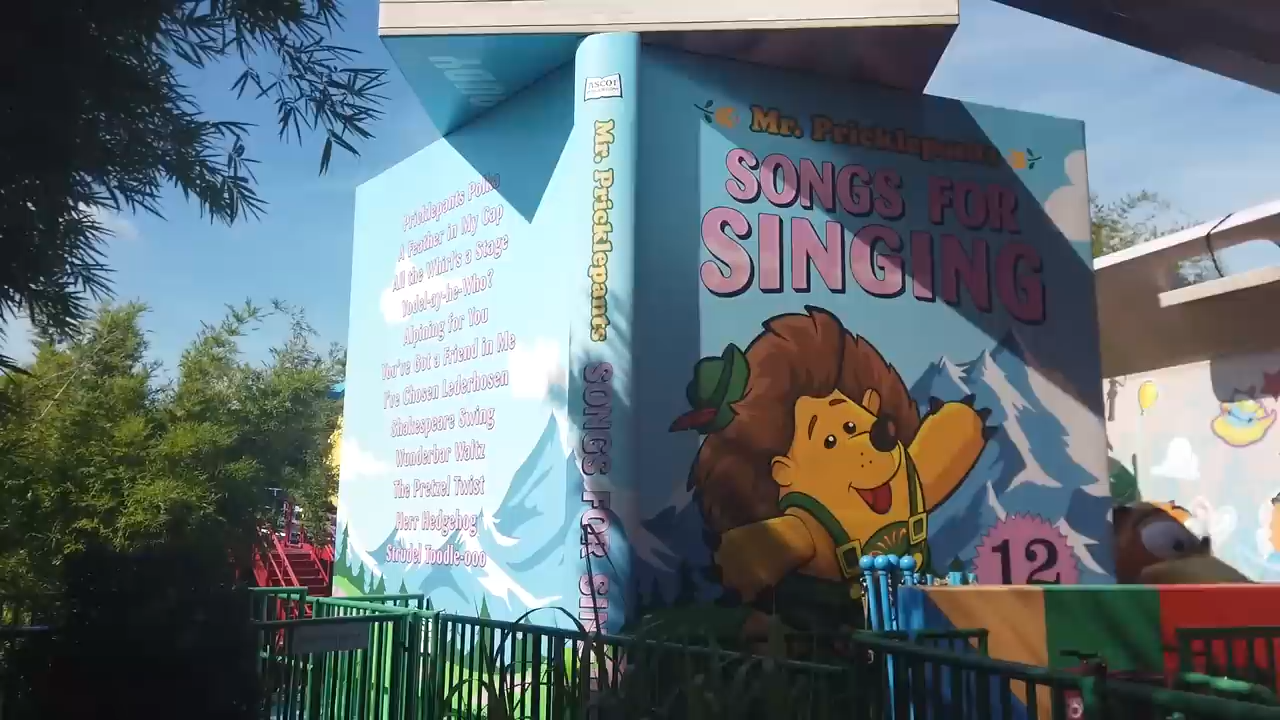 Pricklepants Polka
A Feather in My Cap
All the Whirl's a Stage
Yodel-ay-he-Who?
Alpining for You
You've Got a Friend in Me
I've Chosen Lederhosen
Shakespeare Swing
Wunderbar Waltz
The Pretzel Twist
Herr Hedgehog
Strudel Toodle-ooo
ASCOT
Mr. Pricklepants
SONGS FOR
Mr. Pricklepants
SONGS FOR
SINGING
12